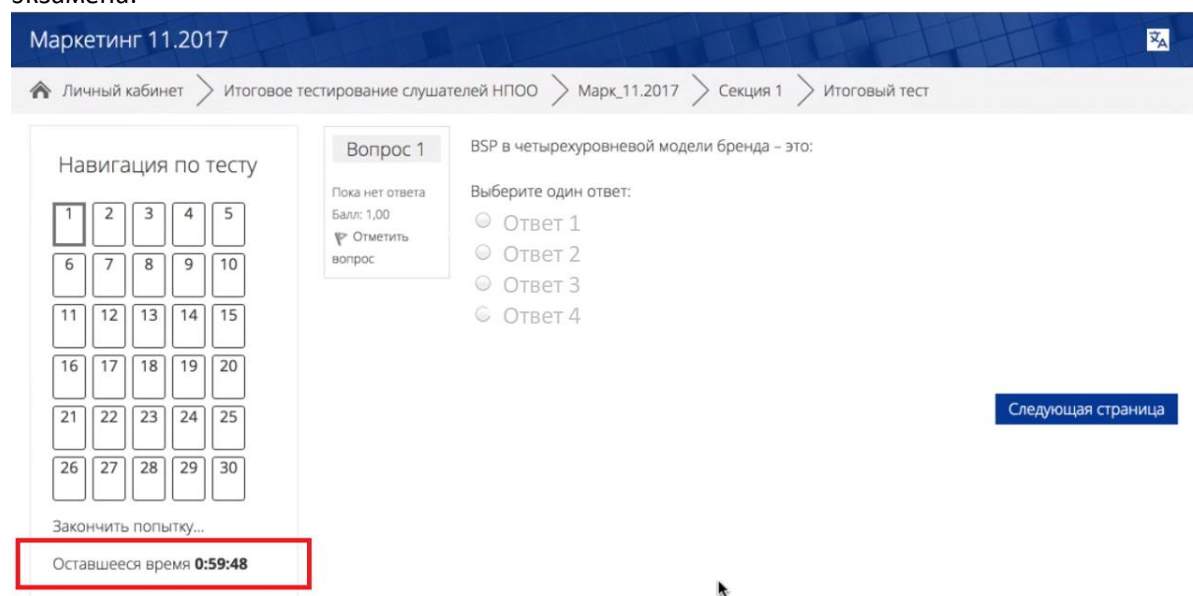 экзамена.
Маркетинг 11.2017
Личный кабинет Итоговое тестирование слушателей НПОО Марк_11.2017 Секция 1 Итоговый тест
Навигация по тесту
1 2 3 4 5
6 7 8 9 10
11 12 13 14 15
16 17 18 19 20
21 22 23 24 25
26 27 28 29 30
Закончить попытку...
Оставшееся время 0:59:48
Вопрос 1
Пока нет ответа
Балл: 1,00
Отметить
вопрос
BSP в четырехуровневой модели бренда – это:
Выберите один ответ:
Ответ 1
Ответ 2
Ответ 3
Ответ 4
Следующая страница